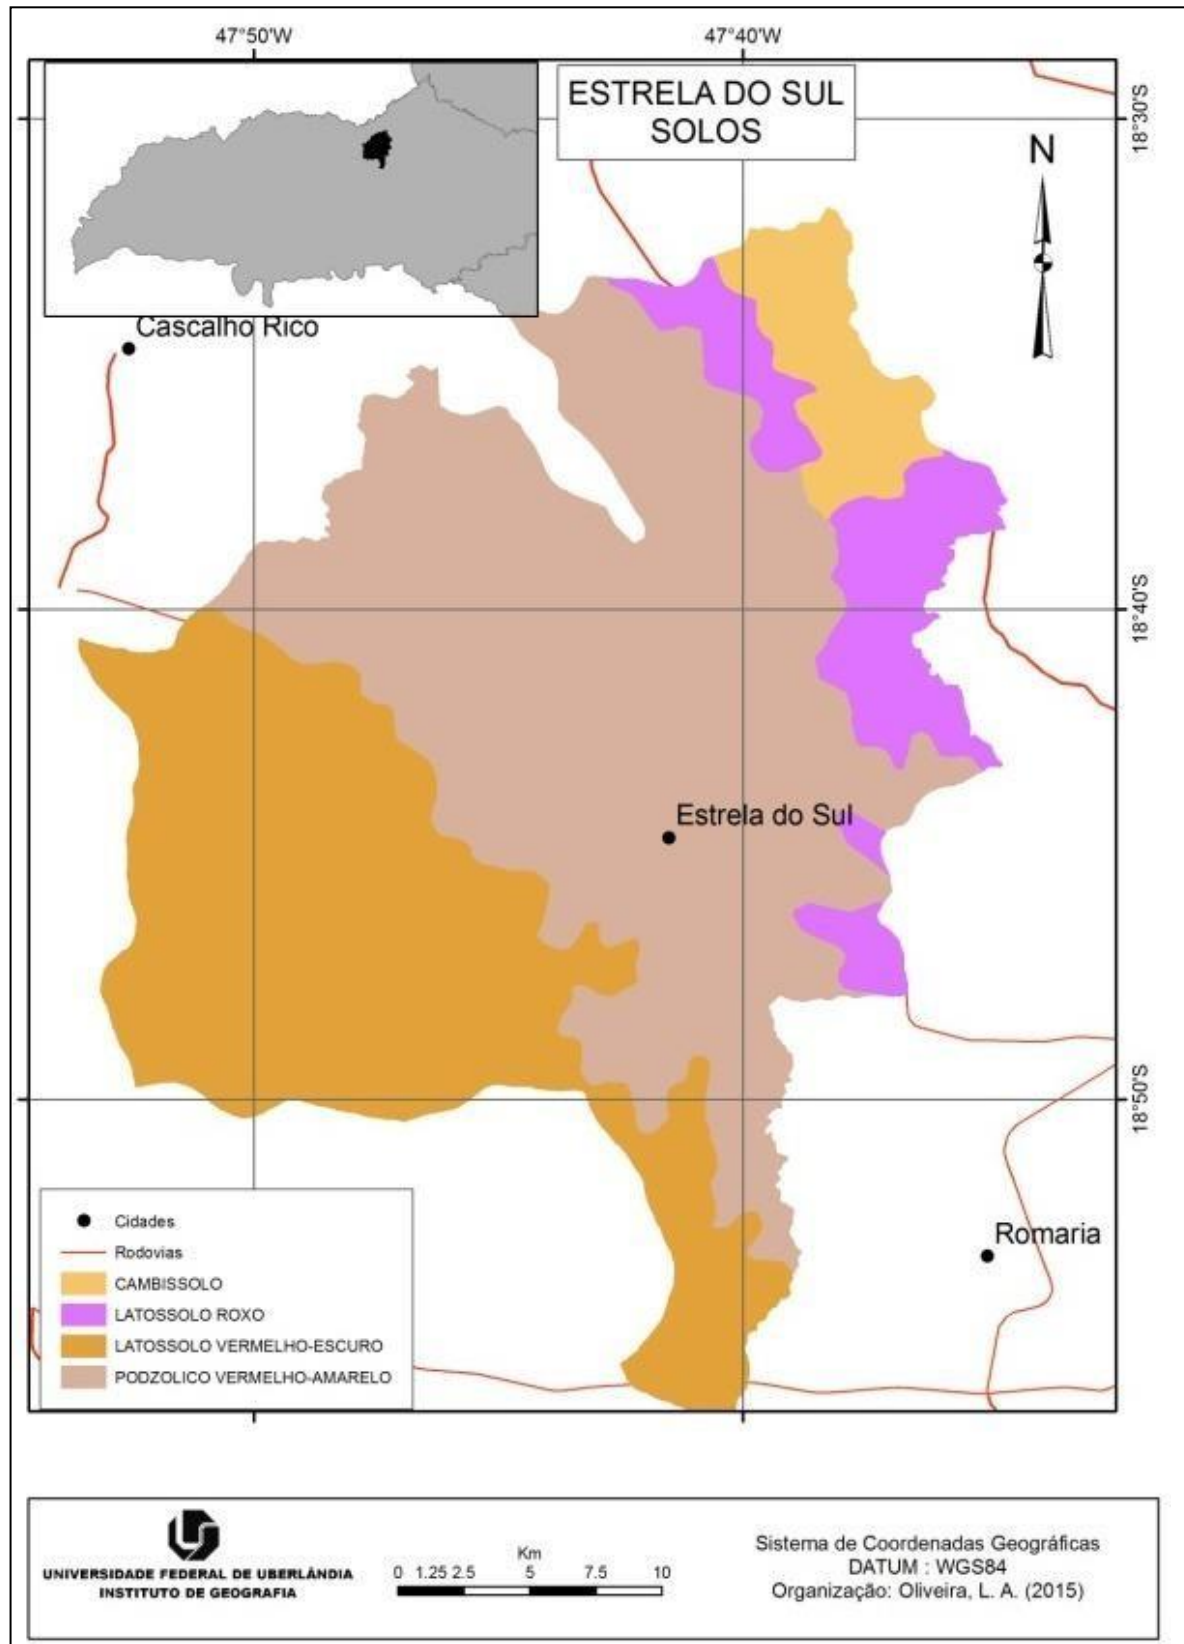 47°50'W
47°40'W
ESTRELA DO SUL
SOLOS
18°30'S
N
Cascalho Rico
18°40'S
Estrela do Sul
18°50'S
Romaria
Cidades
Rodovias
CAMBISSOLO
LATOSSOLO ROXO
LATOSSOLO VERMELHO-ESCURO
PODZOLICO VERMELHO-AMARELO
UNIVERSIDADE FEDERAL DE UBERLÂNDIA
INSTITUTO DE GEOGRAFIA
Km
0 1.25 2.5 5 7.5 10
Sistema de Coordenadas Geográficas
DATUM : WGS84
Organização: Oliveira, L. A. (2015)